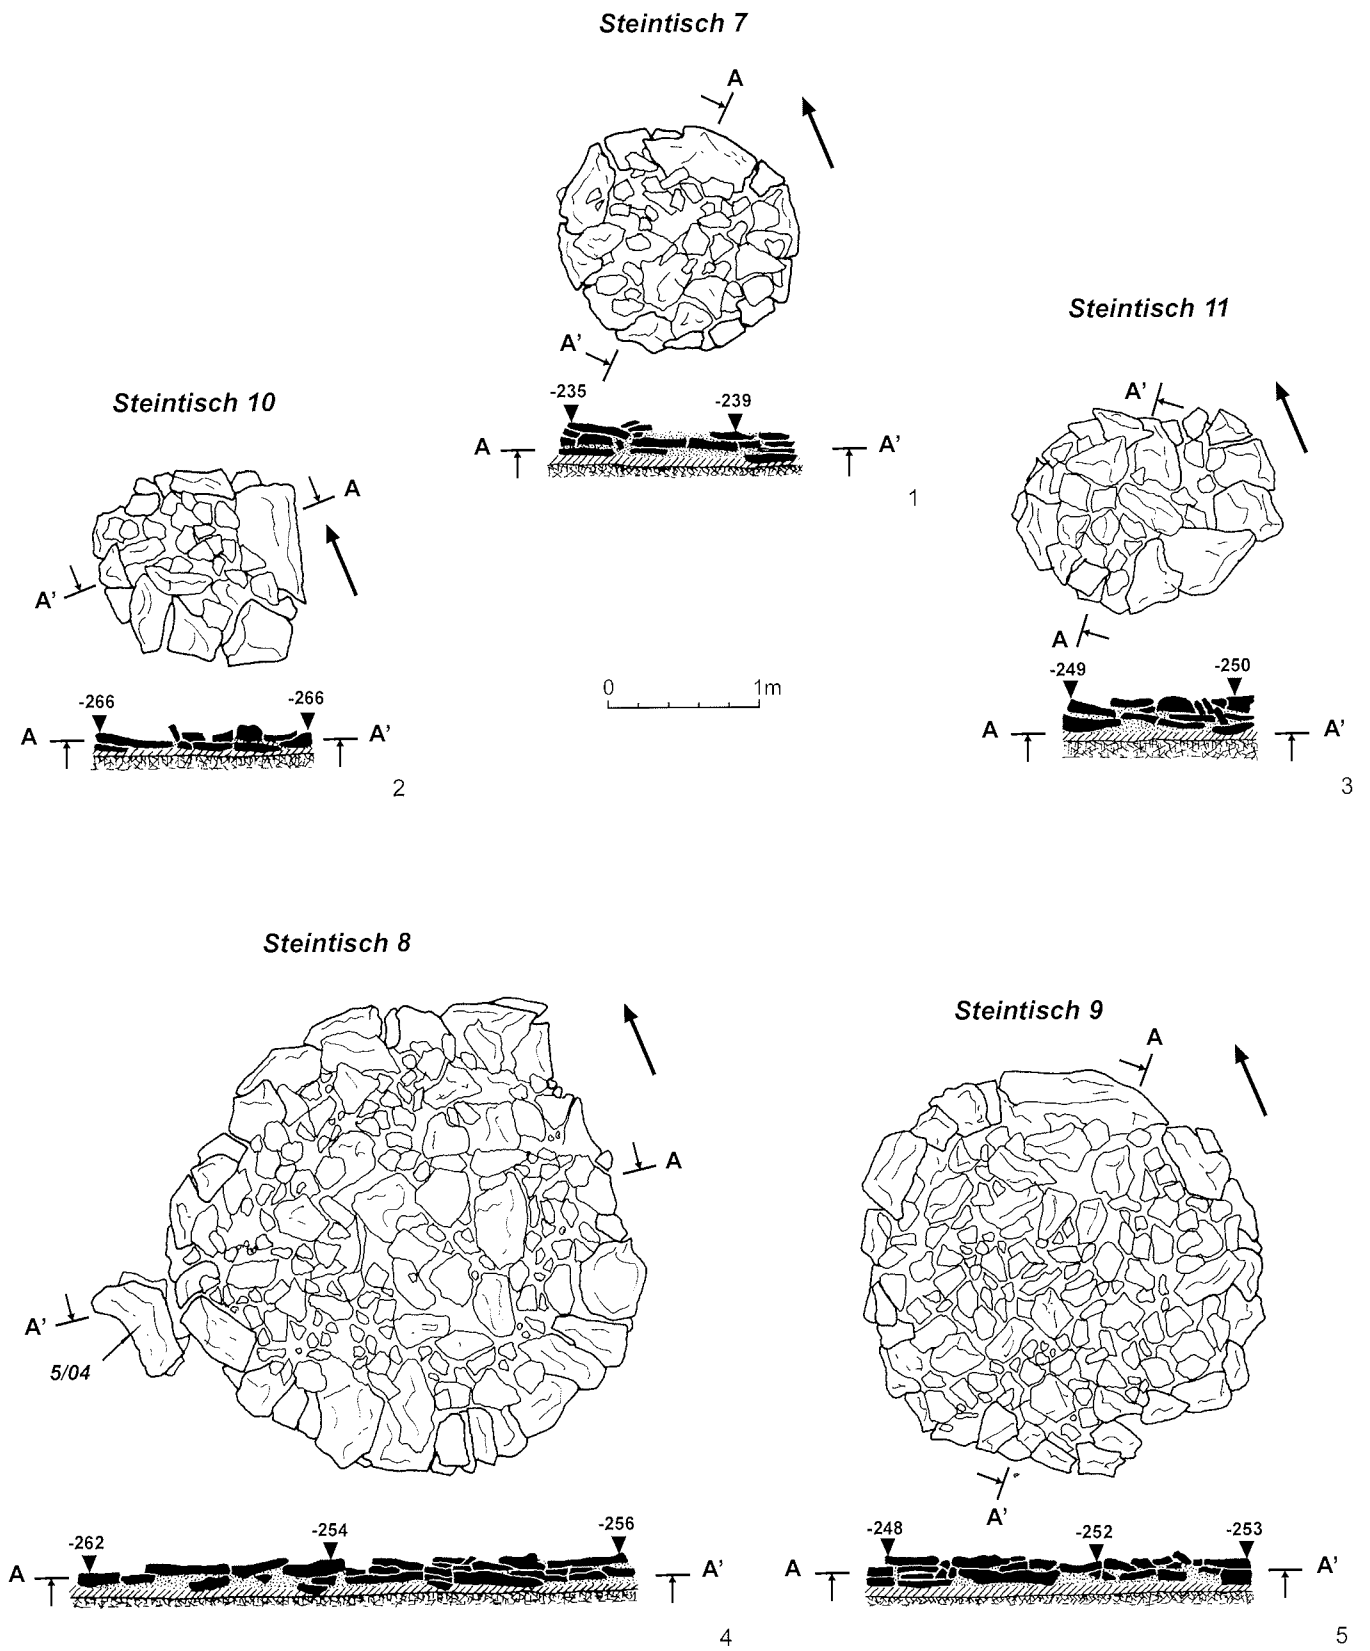 Steintisch 7
A
A'
-235
-239
A
A'
1
Steintisch 10
A
A'
-266
-266
A
A'
2
Steintisch 11
A'
A
-249
-250
A
A'
3
0 1m
Steintisch 8
A
A'
5/04
-262
-254
-256
A
A'
4
Steintisch 9
A
A'
-248
-252
-253
A
A'
5